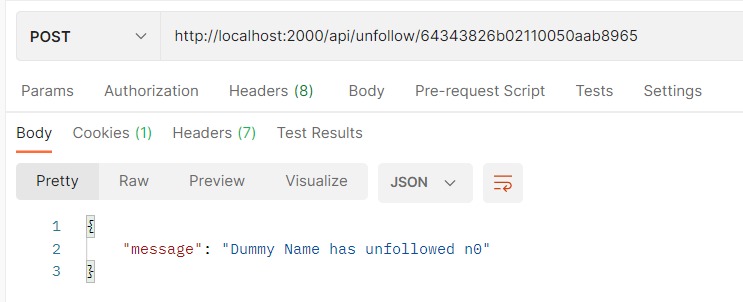 POST http://localhost:2000/api/unfollow/64343826b02110050aab8965
Params Authorization Headers (8) Body Pre-request Script Tests Settings
Body Cookies (1) Headers (7) Test Results
Pretty Raw Preview Visualize JSON
1 {
2 "message": "Dummy Name has unfollowed n0"
3 }